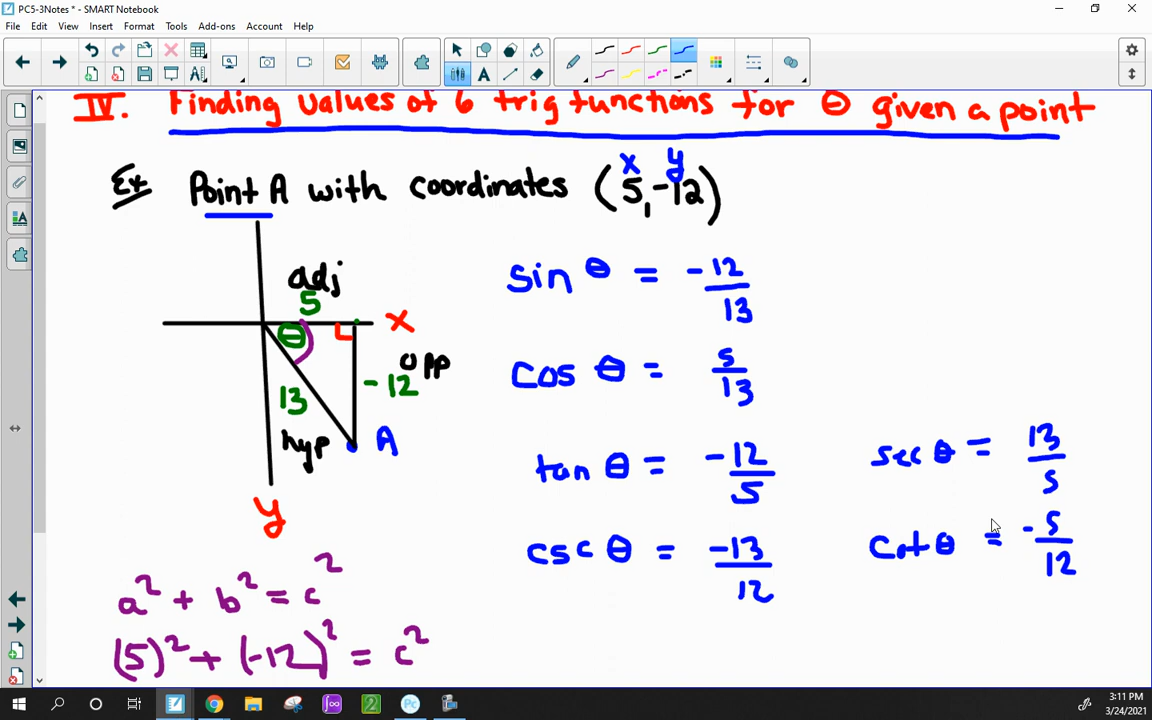 PC5-3Notes * - SMART Notebook
File Edit View Insert Format Tools Add-ons Account Help
IV. Finding values of 6 trig functions for θ given a point
x y
Ex Point A with coordinates (5, -12)
adj
5
x
θ
opp
-12
13
hyp
A
y
sin θ = -12/13
cos θ = 5/13
tan θ = -12/5
sec θ = 13/5
csc θ = -13/12
cot θ = -5/12
a² + b² = c²
(5)² + (-12)² = c²
3:11 PM
3/24/2021